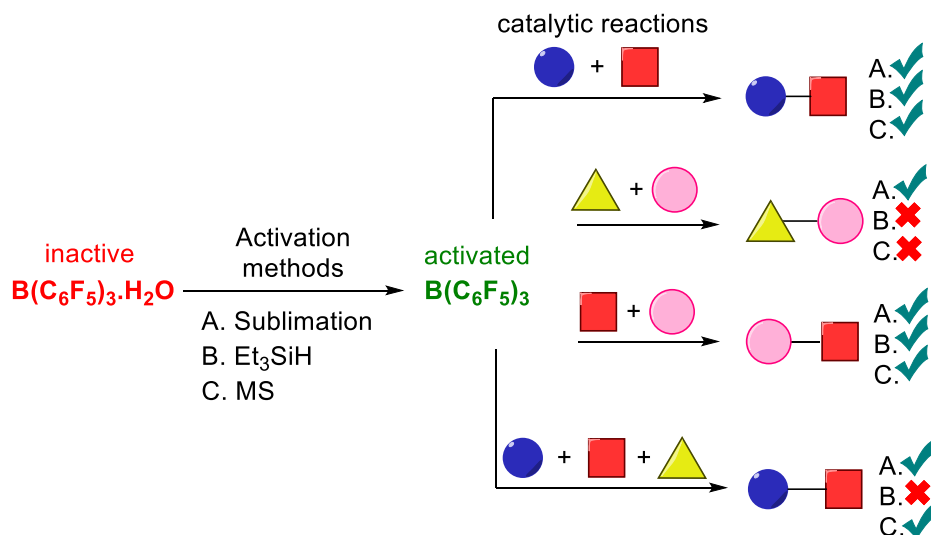 catalytic reactions
+
A.
B.
C.
+
A.
B.
C.
inactive
B(C₆F₅)₃.H₂O
Activation
methods
A. Sublimation
B. Et₃SiH
C. MS
activated
B(C₆F₅)₃
+
A.
B.
C.
+ +
A.
B.
C.